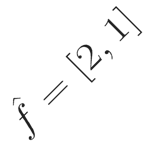 f̂ = [2, 1]